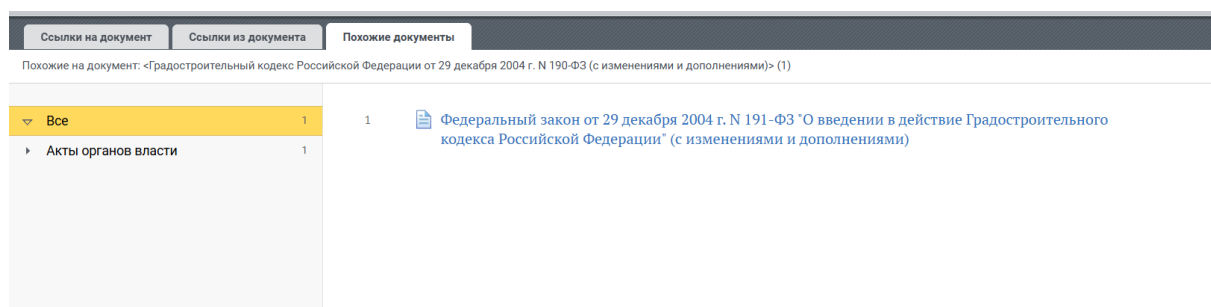 Ссылки на документ Ссылки из документа Похожие документы
Похожие на документ: <Градостроительный кодекс Российской Федерации от 29 декабря 2004 г. N 190-ФЗ (с изменениями и дополнениями)> (1)
Все 1
Акты органов власти 1
1 Федеральный закон от 29 декабря 2004 г. N 191-ФЗ "О введении в действие Градостроительного
кодекса Российской Федерации" (с изменениями и дополнениями)